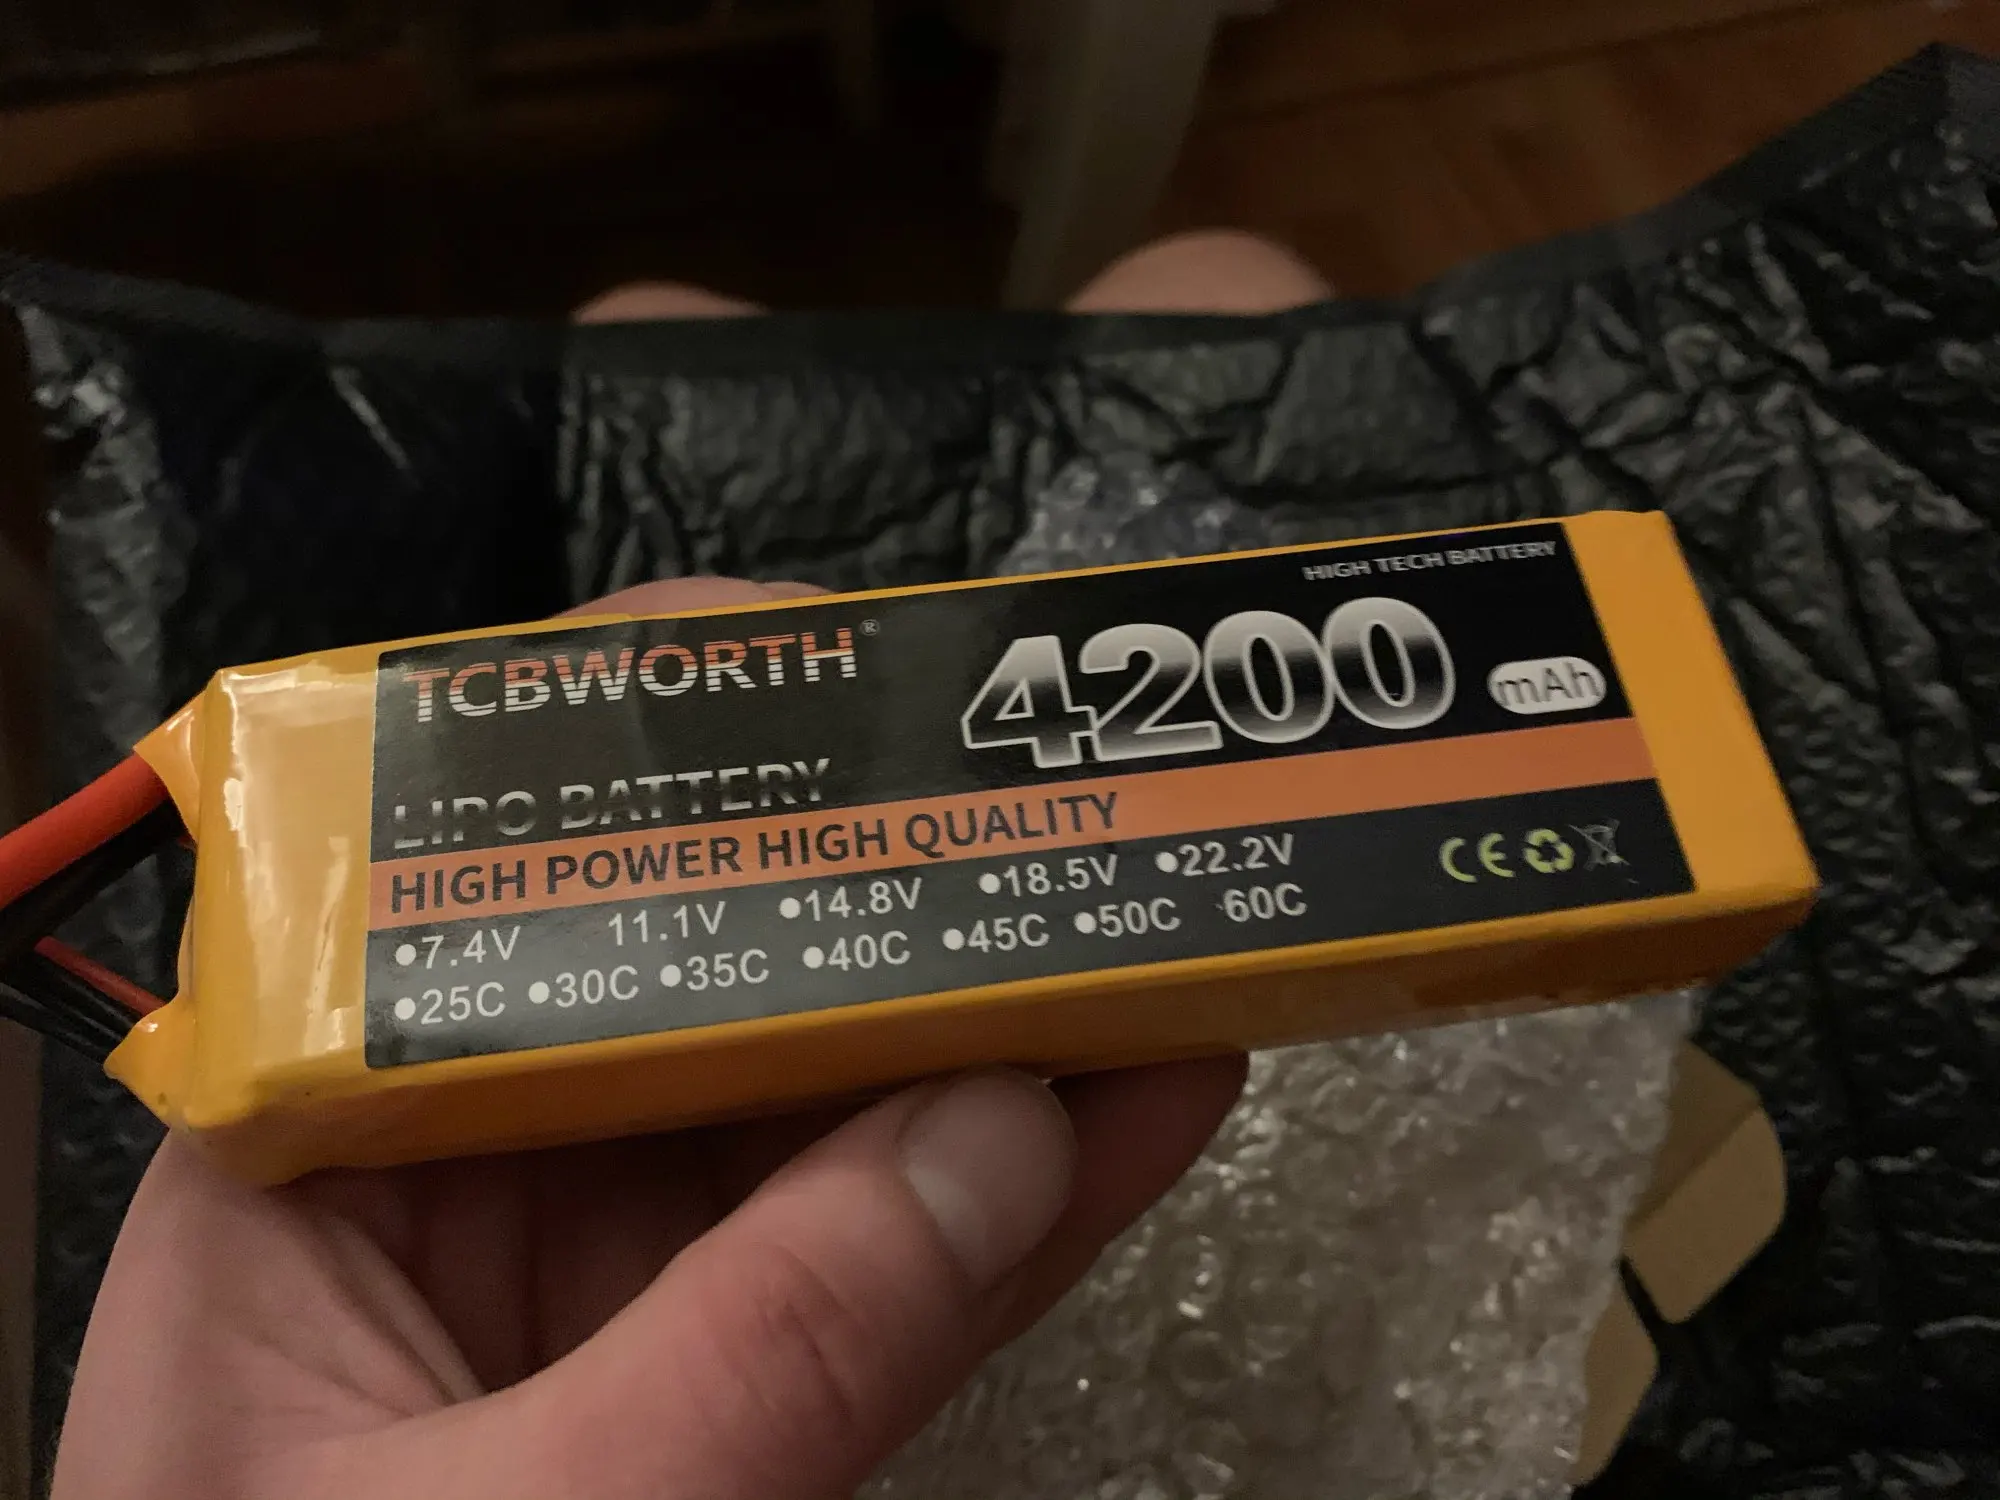 HIGH TECH BATTERY
TCBWORTH®
4200 mAh
LIPO BATTERY
HIGH POWER HIGH QUALITY
●7.4V 11.1V ●14.8V ●18.5V ●22.2V
●25C ●30C ●35C ●40C ●45C ●50C 60C
CE